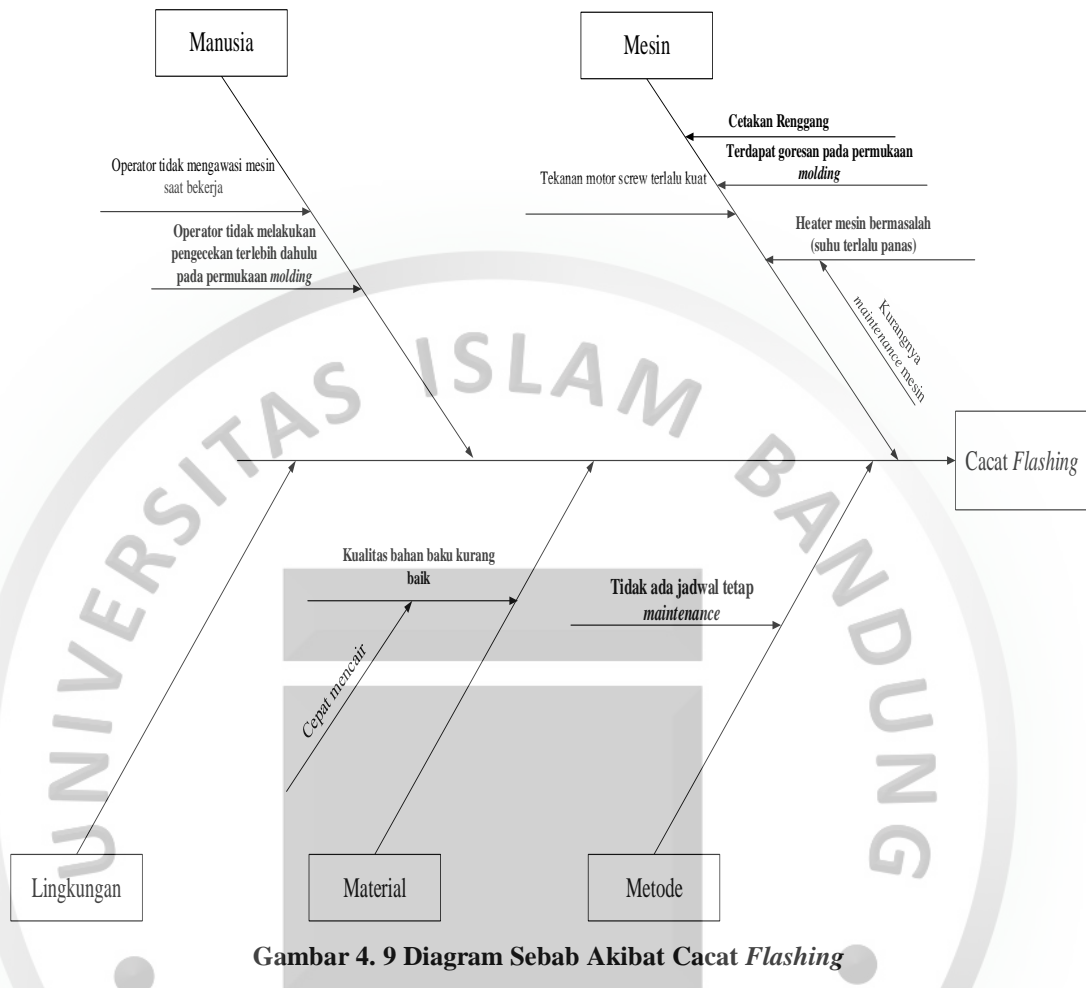 Manusia
Mesin
Cetakan Renggang
Terdapat goresan pada permukaan
molding
Operator tidak mengawasi mesin
saat bekerja
Tekanan motor screw terlalu kuat
Heater mesin bermasalah
(suhu terlalu panas)
Operator tidak melakukan
pengecekan terlebih dahulu
pada permukaan molding
Kurangnya
maintenance mesin
Cacat Flashing
Kualitas bahan baku kurang
baik
Cepat mencair
Tidak ada jadwal tetap
maintenance
Lingkungan
Material
Metode
UNIVERSITAS ISLAM BANDUNG
Gambar 4. 9 Diagram Sebab Akibat Cacat Flashing